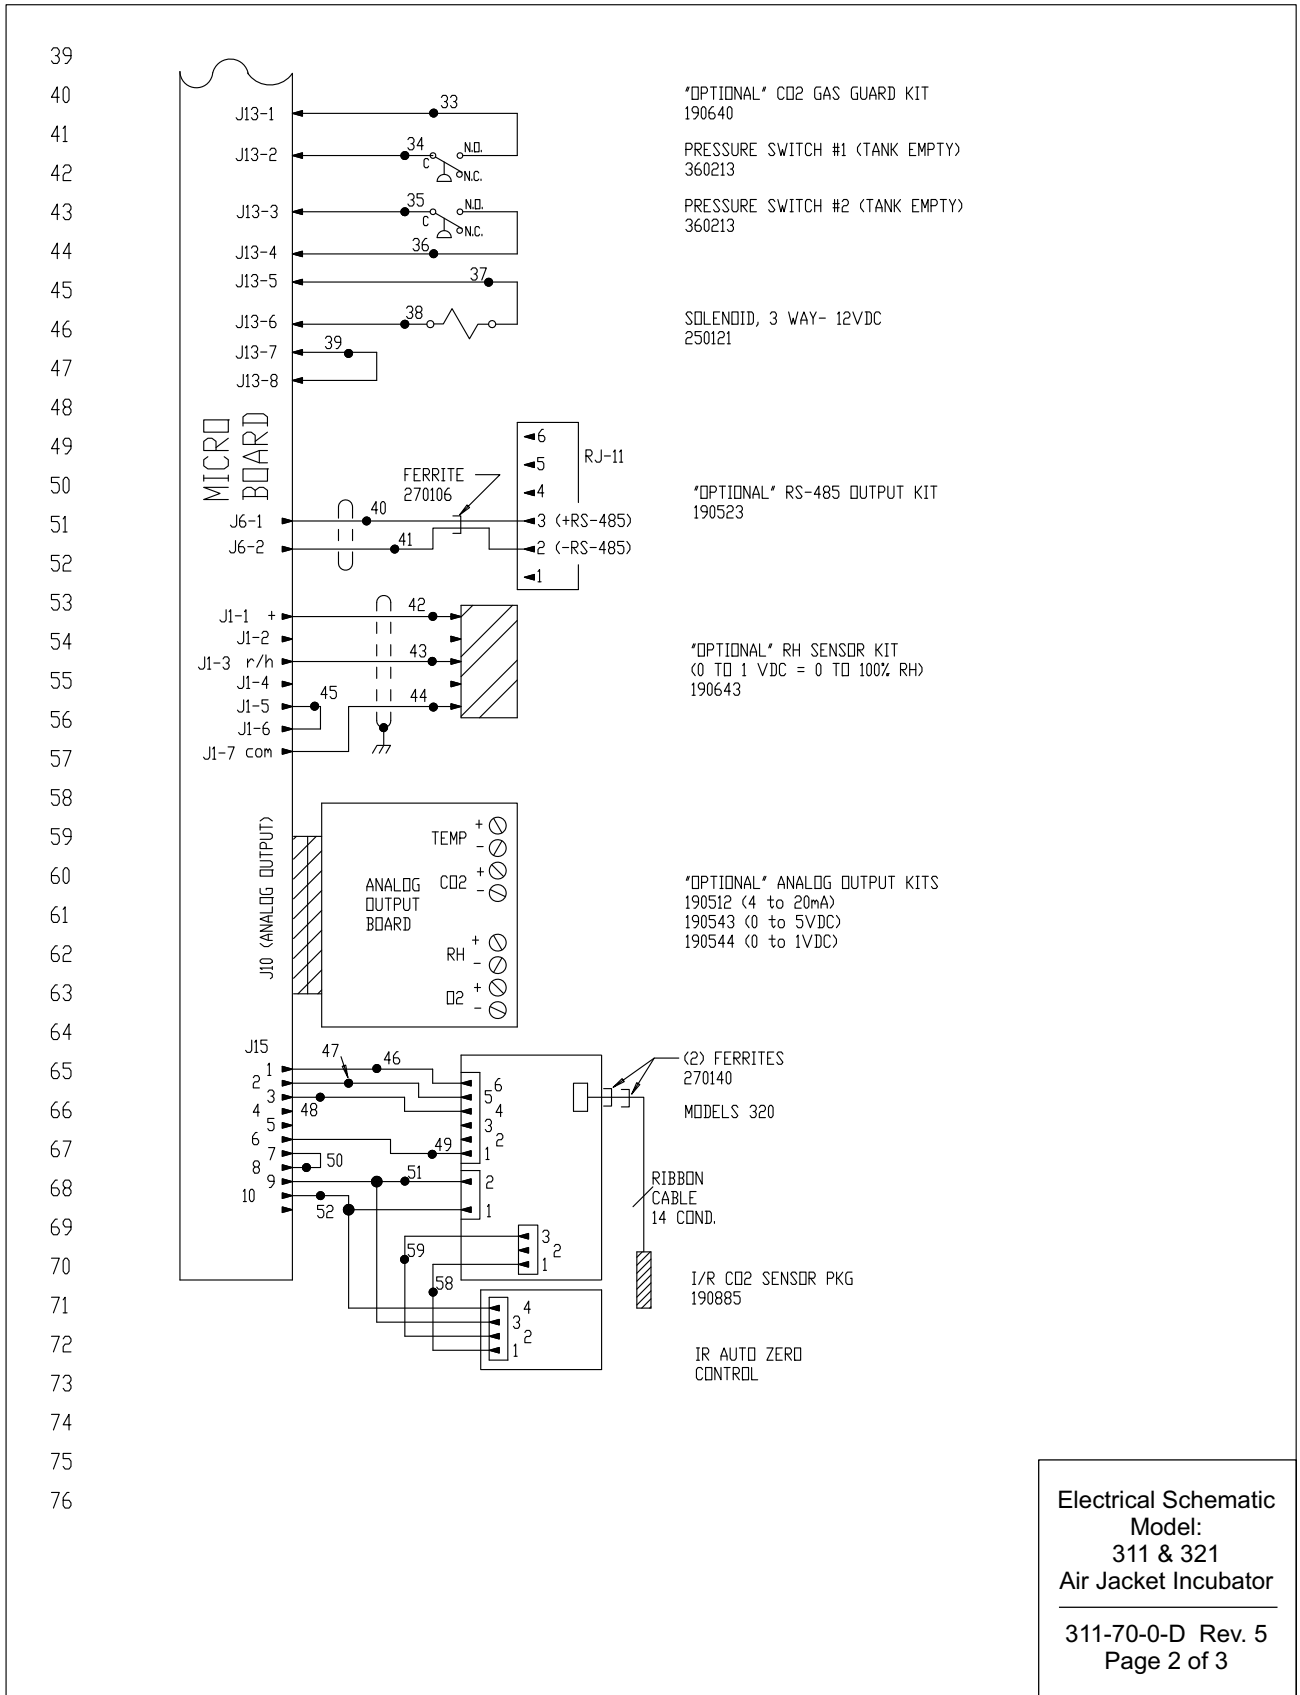 39
40
41
42
43
44
45
46
47
48
49
50
51
52
53
54
55
56
57
58
59
60
61
62
63
64
65
66
67
68
69
70
71
72
73
74
75
76
J13-1
33
J13-2
34
C
N.O.
N.C.
J13-3
35
C
N.O.
N.C.
J13-4
36
J13-5
37
J13-6
38
J13-7
39
J13-8
MICRO
BOARD
"OPTIONAL" CO2 GAS GUARD KIT
190640
PRESSURE SWITCH #1 (TANK EMPTY)
360213
PRESSURE SWITCH #2 (TANK EMPTY)
360213
SOLENOID, 3 WAY- 12VDC
250121
FERRITE
270106
6
5
4
3 (+RS-485)
2 (-RS-485)
1
RJ-11
J6-1
40
J6-2
41
"OPTIONAL" RS-485 OUTPUT KIT
190523
J1-1 +
42
J1-2
J1-3 r/h
43
J1-4
J1-5
45
44
J1-6
J1-7 com
"OPTIONAL" RH SENSOR KIT
(0 TO 1 VDC = 0 TO 100% RH)
190643
J10 (ANALOG OUTPUT)
ANALOG
OUTPUT
BOARD
TEMP + -
CO2 + -
RH + -
O2 + -
"OPTIONAL" ANALOG OUTPUT KITS
190512 (4 to 20mA)
190543 (0 to 5VDC)
190544 (0 to 1VDC)
J15
1
2
3
4
5
6
7
8
9
10
47
46
48
49
50
51
52
59
58
6
5
4
3
2
1
2
1
3
2
1
4
3
2
1
(2) FERRITES
270140
MODELS 320
RIBBON
CABLE
14 COND.
I/R CO2 SENSOR PKG
190885
IR AUTO ZERO
CONTROL
Electrical Schematic
Model:
311 & 321
Air Jacket Incubator
311-70-0-D Rev. 5
Page 2 of 3